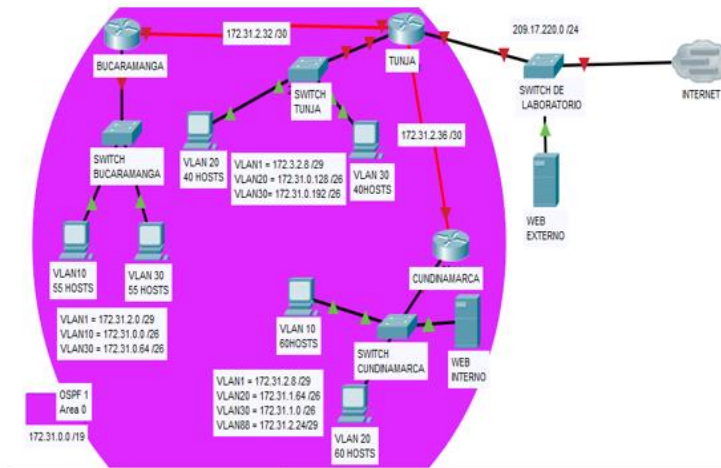 172.31.2.32 /30
BUCARAMANGA
TUNJA
209.17.220.0 /24
SWITCH DE
LABORATORIO
INTERNET
SWITCH
TUNJA
172.31.2.36 /30
SWITCH
BUCARAMANGA
VLAN 20
40 HOSTS
VLAN1 = 172.3.2.8 /29
VLAN20 = 172.31.0.128 /26
VLAN30= 172.31.0.192 /26
VLAN 30
40HOSTS
WEB
EXTERNO
VLAN10
55 HOSTS
VLAN 30
55 HOSTS
CUNDINAMARCA
VLAN1 = 172.31.2.0 /29
VLAN10 = 172.31.0.0 /26
VLAN30 = 172.31.0.64 /26
VLAN 10
60HOSTS
SWITCH
CUNDINAMARCA
WEB
INTERNO
VLAN1 = 172.31.2.8 /29
VLAN20 = 172.31.1.64 /26
VLAN30 = 172.31.1.0 /26
VLAN88 = 172.31.2.24/29
VLAN 20
60 HOSTS
OSPF 1
Area 0
172.31.0.0 /19